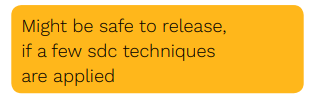 Might be safe to release,
if a few sdc techniques
are applied